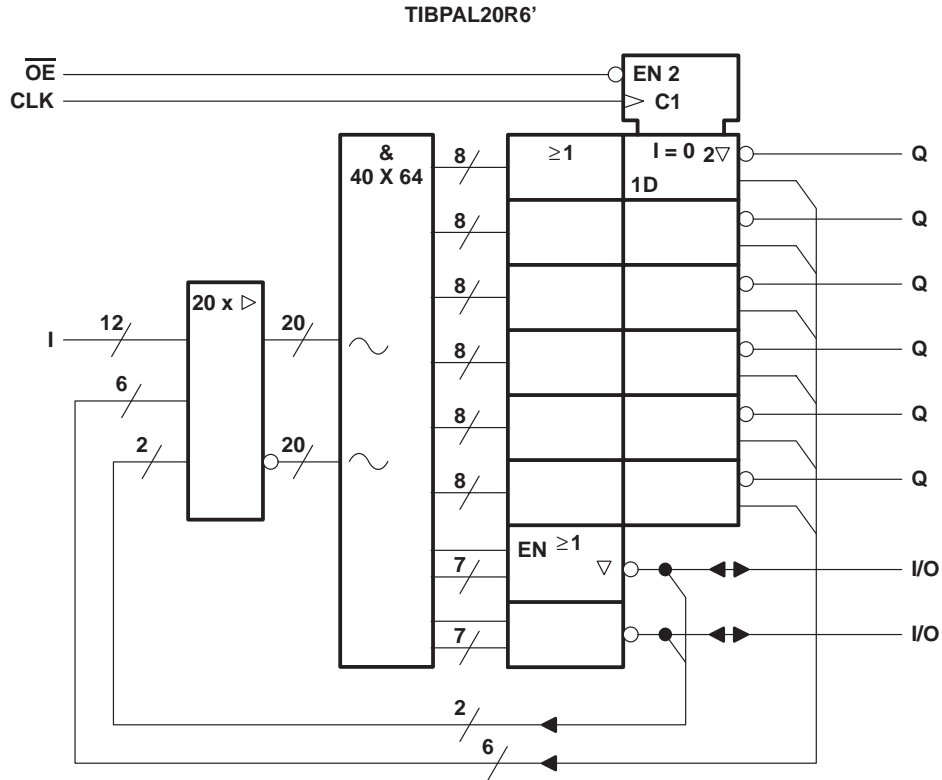 TIBPAL20R6’
OE
EN 2
CLK
C1
&
40 X 64
8
≥1
I = 0 2▽
Q
1D
8
Q
8
Q
20 x ▷
I
12
20
8
Q
6
8
Q
2
20
8
Q
EN ≥1
7
▽
I/O
7
I/O
2
6